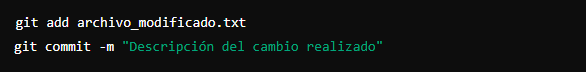 git add archivo_modificado.txt
git commit -m "Descripción del cambio realizado"